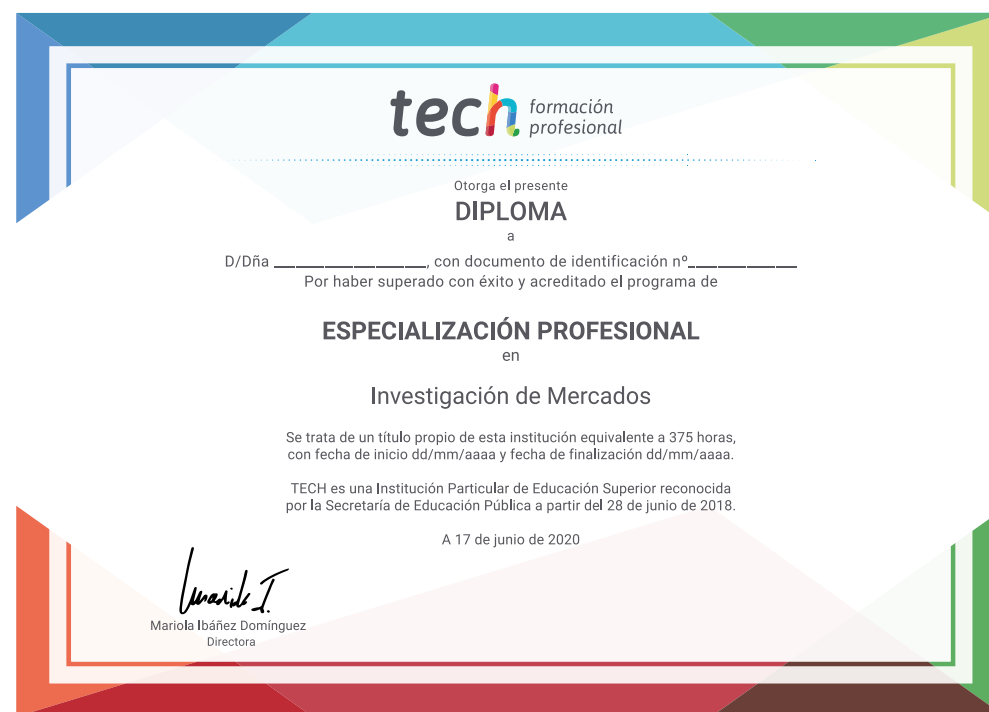 tech formación
profesional
Otorga el presente
DIPLOMA
a
D/Dña ____________________, con documento de identificación nº______________
Por haber superado con éxito y acreditado el programa de
ESPECIALIZACIÓN PROFESIONAL
en
Investigación de Mercados
Se trata de un título propio de esta institución equivalente a 375 horas,
con fecha de inicio dd/mm/aaaa y fecha de finalización dd/mm/aaaa.
TECH es una Institución Particular de Educación Superior reconocida
por la Secretaría de Educación Pública a partir del 28 de junio de 2018.
A 17 de junio de 2020
Mariola Ibáñez Domínguez
Directora